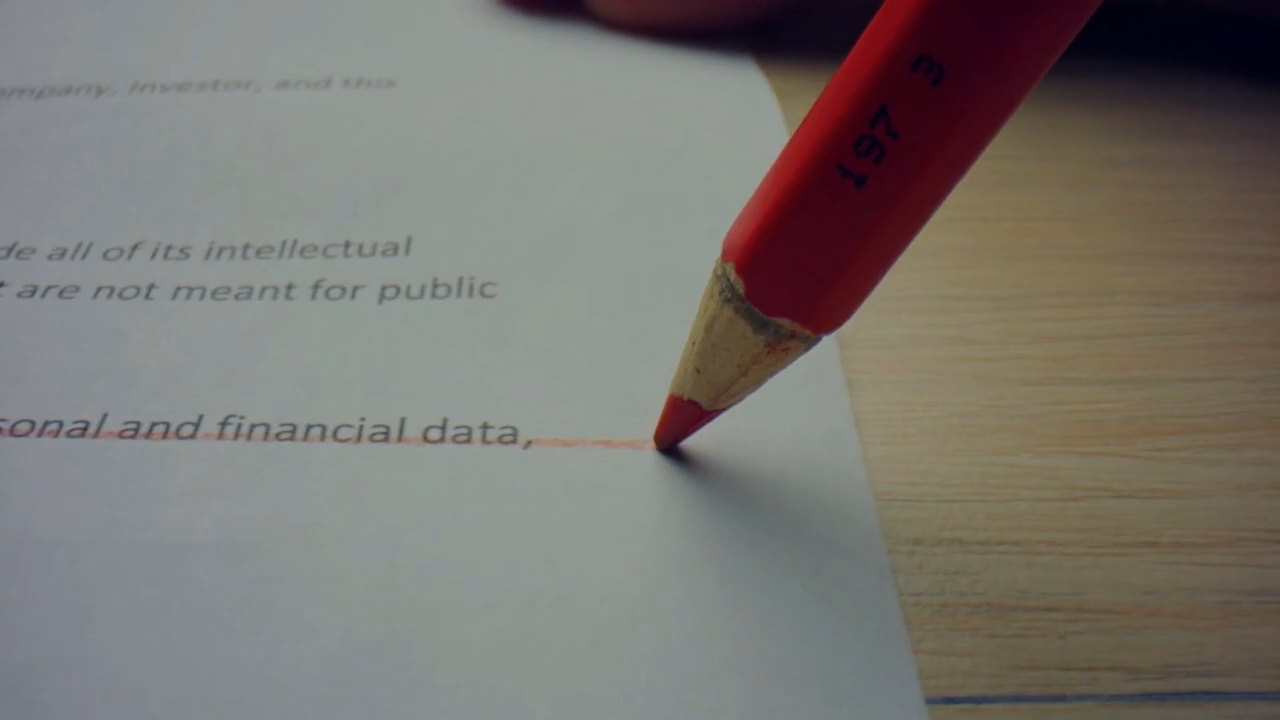 ompany, investor, and this
de all of its intellectual
t are not meant for public
sonal and financial data,
197 3